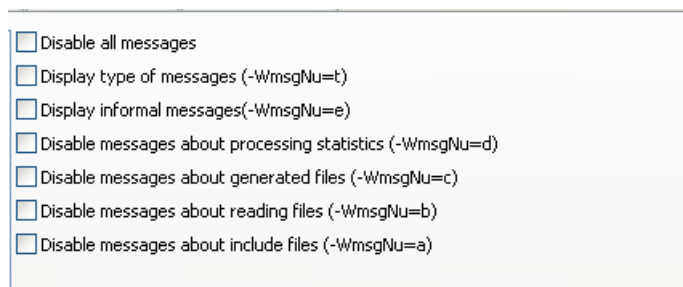 Disable all messages
Display type of messages (-WmsgNu=t)
Display informal messages(-WmsgNu=e)
Disable messages about processing statistics (-WmsgNu=d)
Disable messages about generated files (-WmsgNu=c)
Disable messages about reading files (-WmsgNu=b)
Disable messages about include files (-WmsgNu=a)